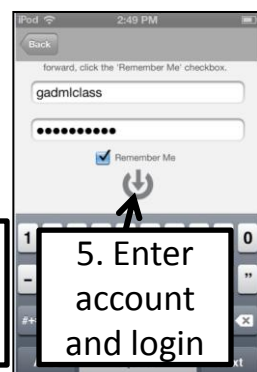 iPod 2:49 PM
Back
forward, click the 'Remember Me' checkbox.
gadmlclass
••••••••••
Remember Me
1 0
5. Enter
account
and login
- "
#+
xt